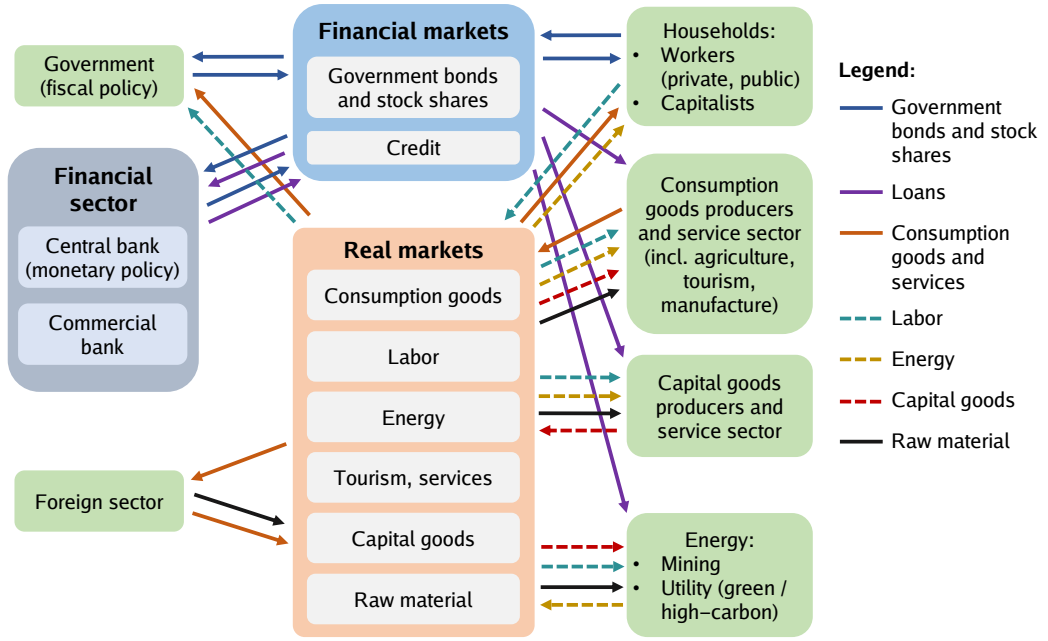 Government
(fiscal policy)
Financial
sector
Central bank
(monetary policy)
Commercial
bank
Foreign sector
Financial markets
Government bonds
and stock shares
Credit
Real markets
Consumption goods
Labor
Energy
Tourism, services
Capital goods
Raw material
Households:
• Workers
(private, public)
• Capitalists
Consumption
goods producers
and service sector
(incl. agriculture,
tourism,
manufacture)
Capital goods
producers and
service sector
Energy:
• Mining
• Utility (green /
high–carbon)
Legend:
Government
bonds and stock
shares
Loans
Consumption
goods and
services
Labor
Energy
Capital goods
Raw material